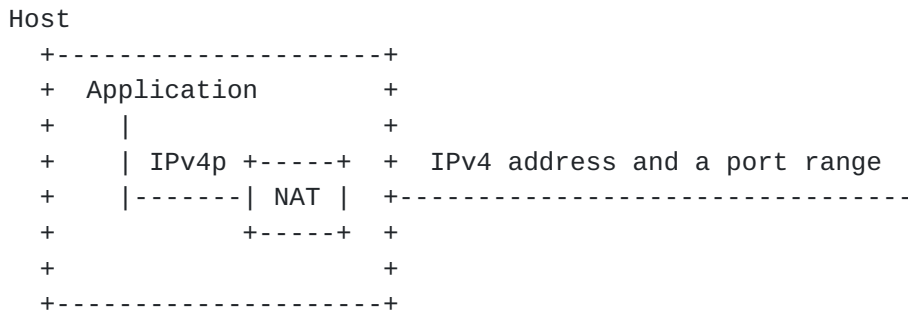 Host
+---------------------+
+  Application        +
+     |               +
+     | IPv4p +-----+  +  IPv4 address and a port range
+     |-------| NAT |  +---------------------------------
+             +-----+  +
+                     +
+---------------------+